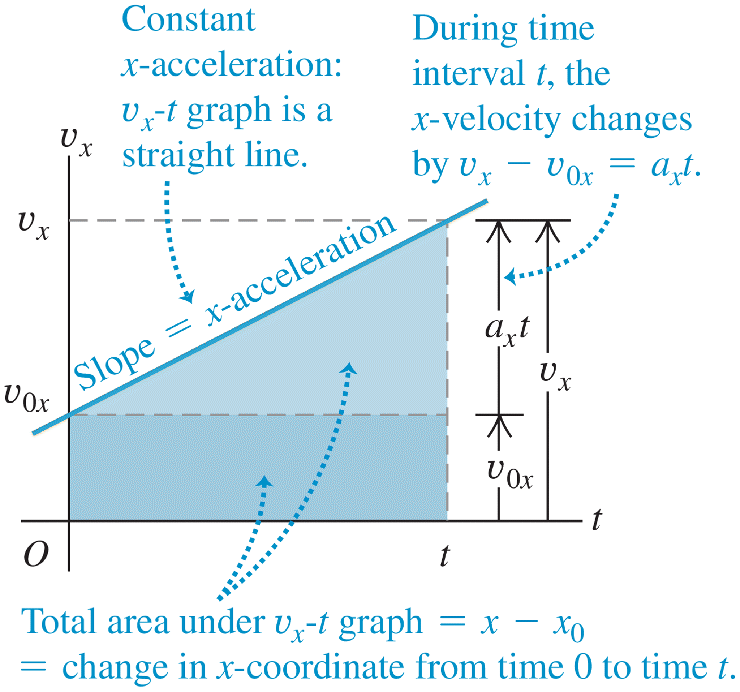 Constant
x-acceleration:
vₓ-t graph is a
straight line.
During time
interval t, the
x-velocity changes
by vₓ − v₀ₓ = aₓt.
vₓ
vₓ
Slope = x-acceleration
v₀ₓ
aₓt
vₓ
v₀ₓ
O
t
t
Total area under vₓ-t graph = x − x₀
= change in x-coordinate from time 0 to time t.